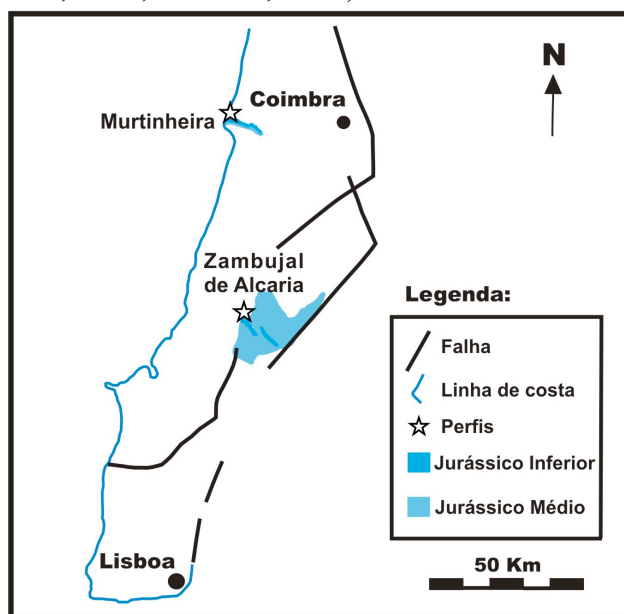 N
Coimbra
Murtinheira
Zambujal
de Alcaria
Legenda:
Falha
Linha de costa
Perfis
Jurássico Inferior
Jurássico Médio
Lisboa
50 Km